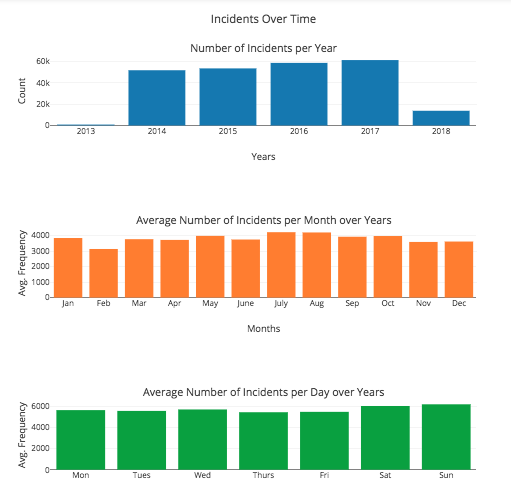 Incidents Over Time
Number of Incidents per Year
60k
40k
20k
0
Count
2013 2014 2015 2016 2017 2018
Years
Average Number of Incidents per Month over Years
4000
3000
2000
1000
0
Avg. Frequency
Jan Feb Mar Apr May June July Aug Sep Oct Nov Dec
Months
Average Number of Incidents per Day over Years
6000
4000
2000
0
Avg. Frequency
Mon Tues Wed Thurs Fri Sat Sun